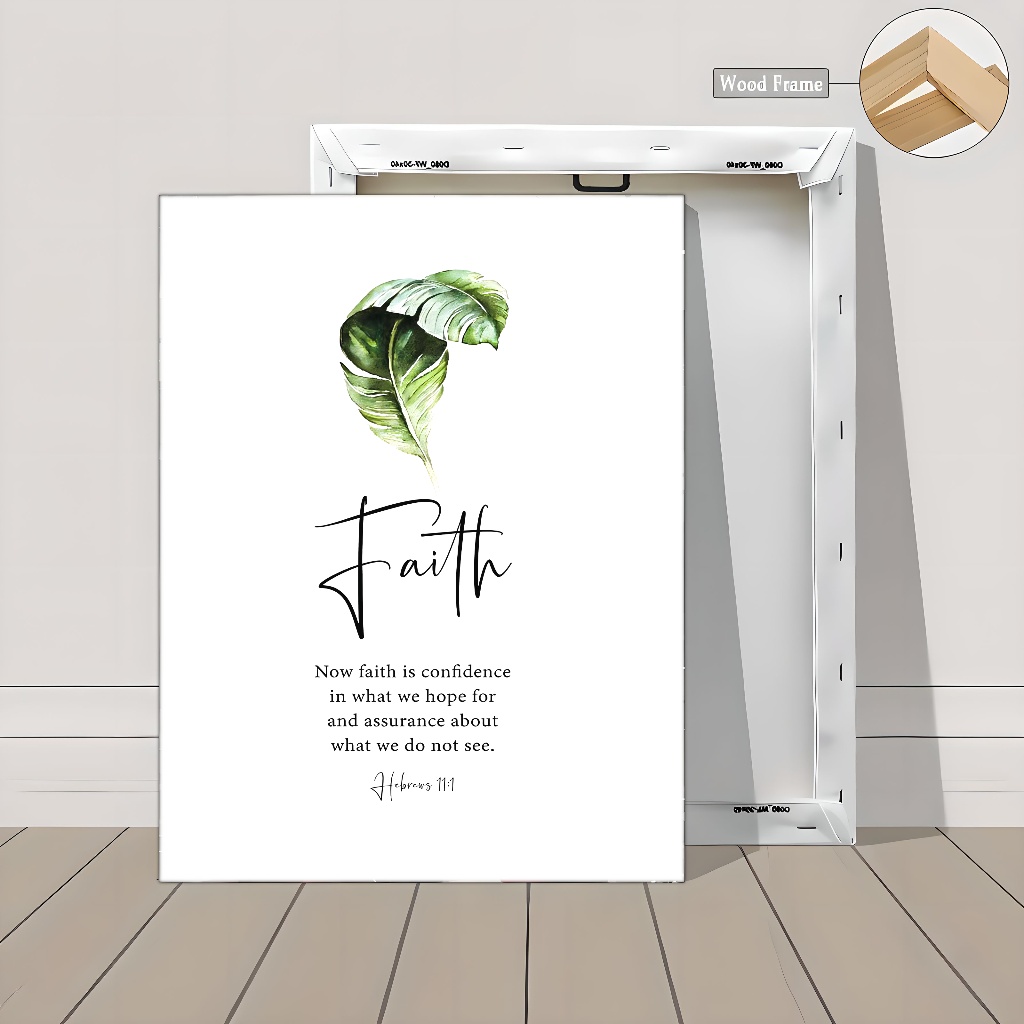 Wood Frame
Faith
Now faith is confidence
in what we hope for
and assurance about
what we do not see.
Hebrews 11:1